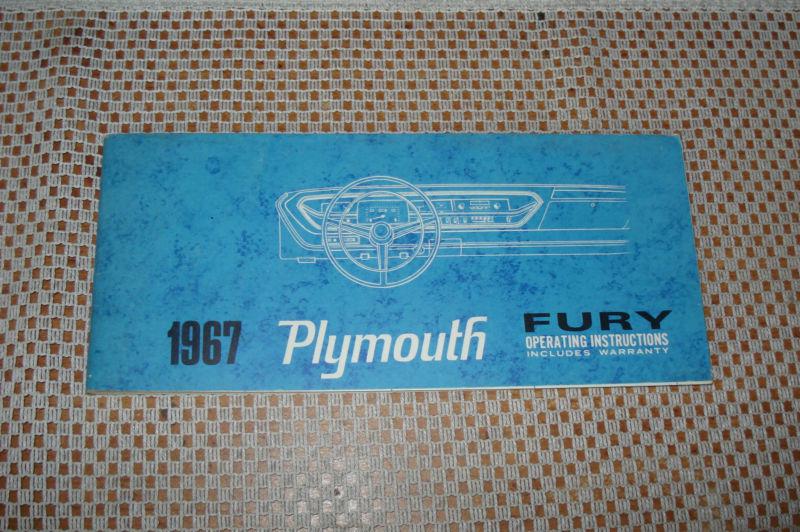 1967 Plymouth FURY
OPERATING INSTRUCTIONS
INCLUDES WARRANTY